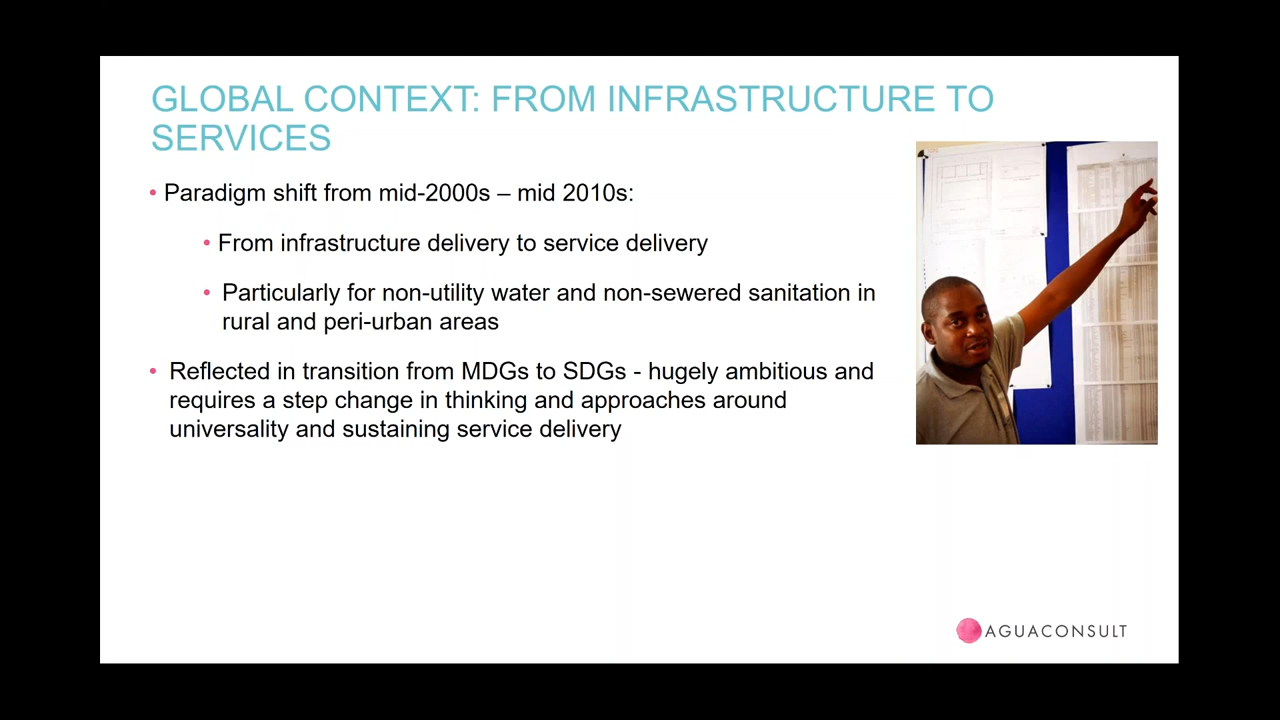 GLOBAL CONTEXT: FROM INFRASTRUCTURE TO
SERVICES
• Paradigm shift from mid-2000s – mid 2010s:
• From infrastructure delivery to service delivery
• Particularly for non-utility water and non-sewered sanitation in
rural and peri-urban areas
• Reflected in transition from MDGs to SDGs - hugely ambitious and
requires a step change in thinking and approaches around
universality and sustaining service delivery
AGUACONSULT